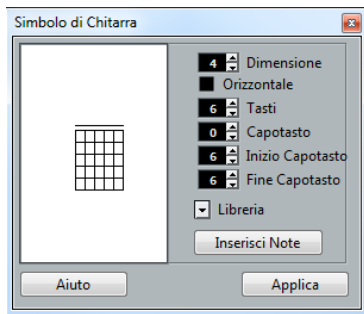 Simbolo di Chitarra
4 Dimensione
Orizzontale
6 Tasti
0 Capotasto
6 Inizio Capotasto
6 Fine Capotasto
Libreria
Inserisci Note
Aiuto
Applica